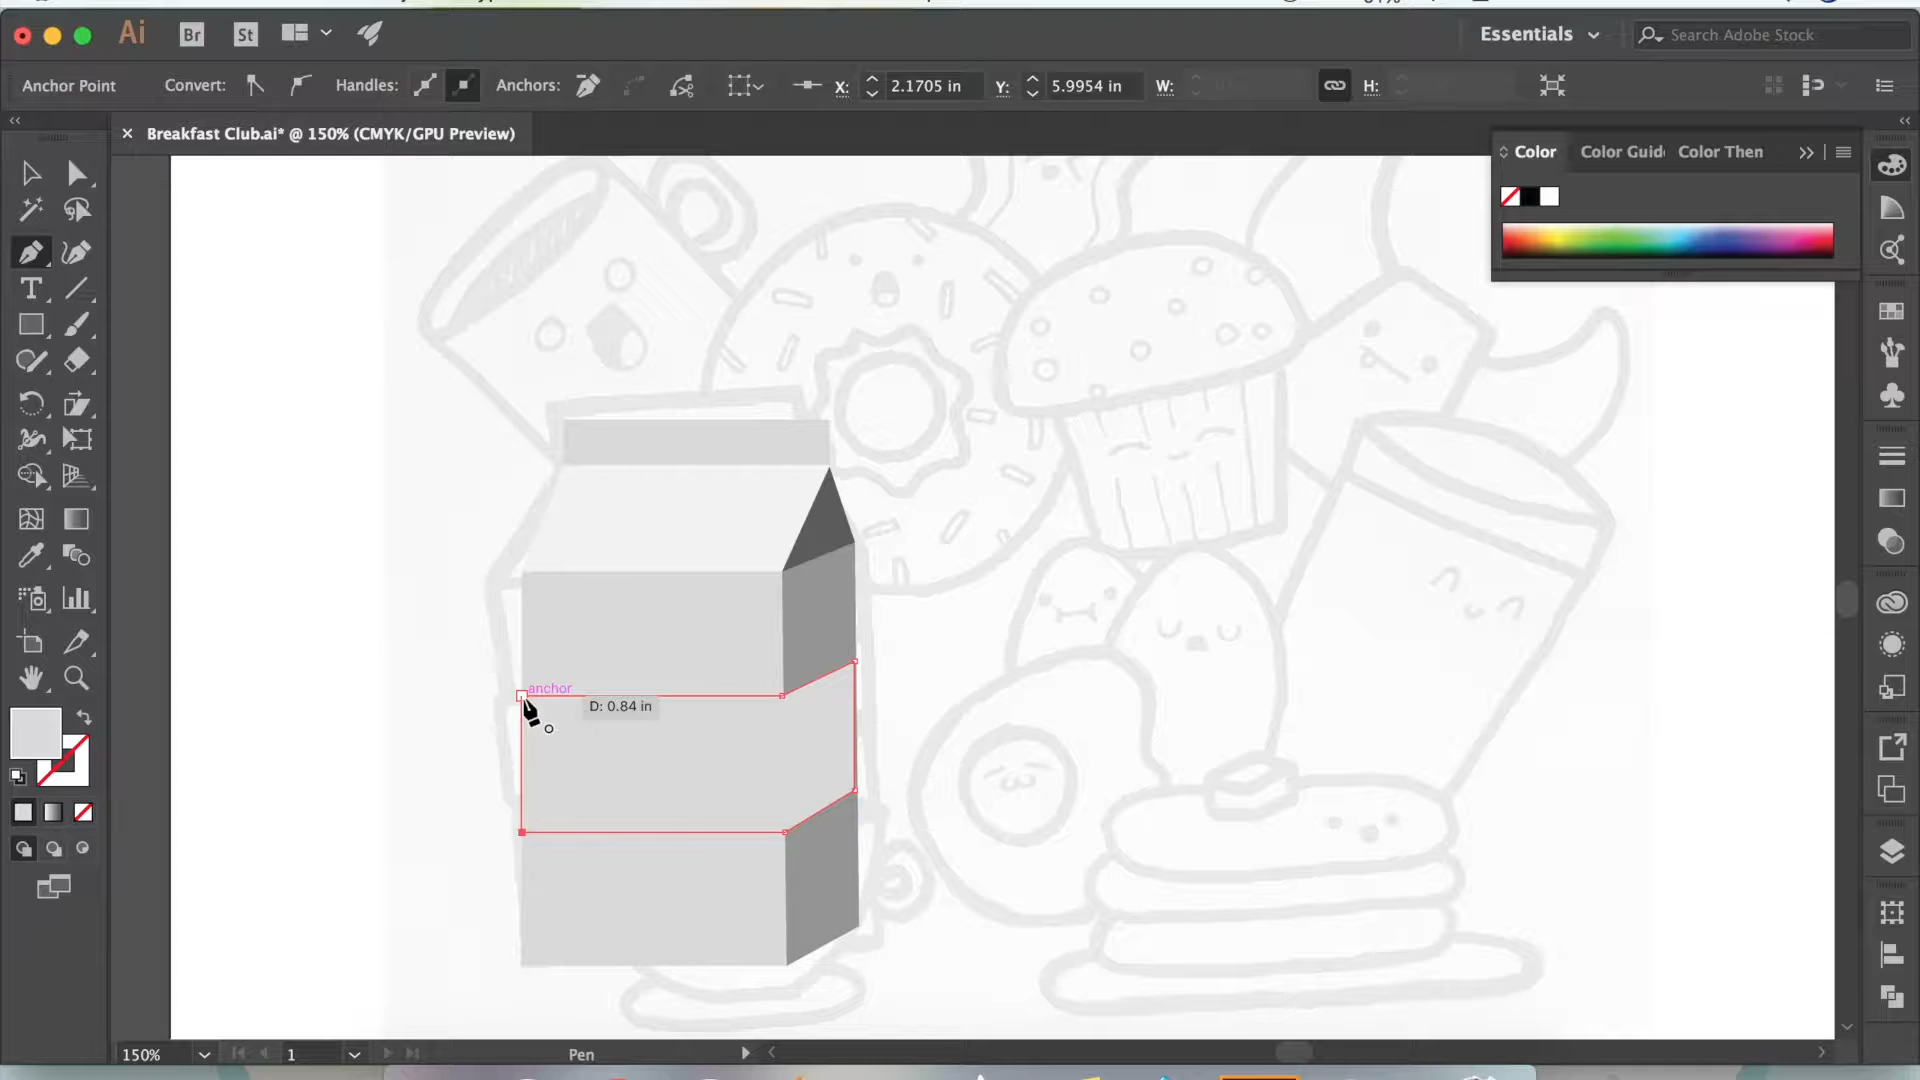 Ai Br St Essentials Search Adobe Stock
Anchor Point Convert: Handles: Anchors: X: 2.1705 in Y: 5.9954 in W: H:
Breakfast Club.ai* @ 150% (CMYK/GPU Preview)
Color Color Guid Color Then
anchor
D: 0.84 in
150% 1 Pen